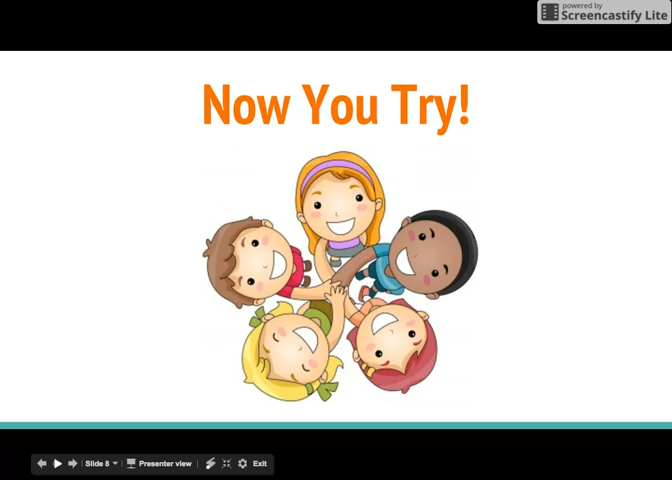 powered by
Screencastify Lite
Now You Try!
Slide 8
Presenter view
Exit